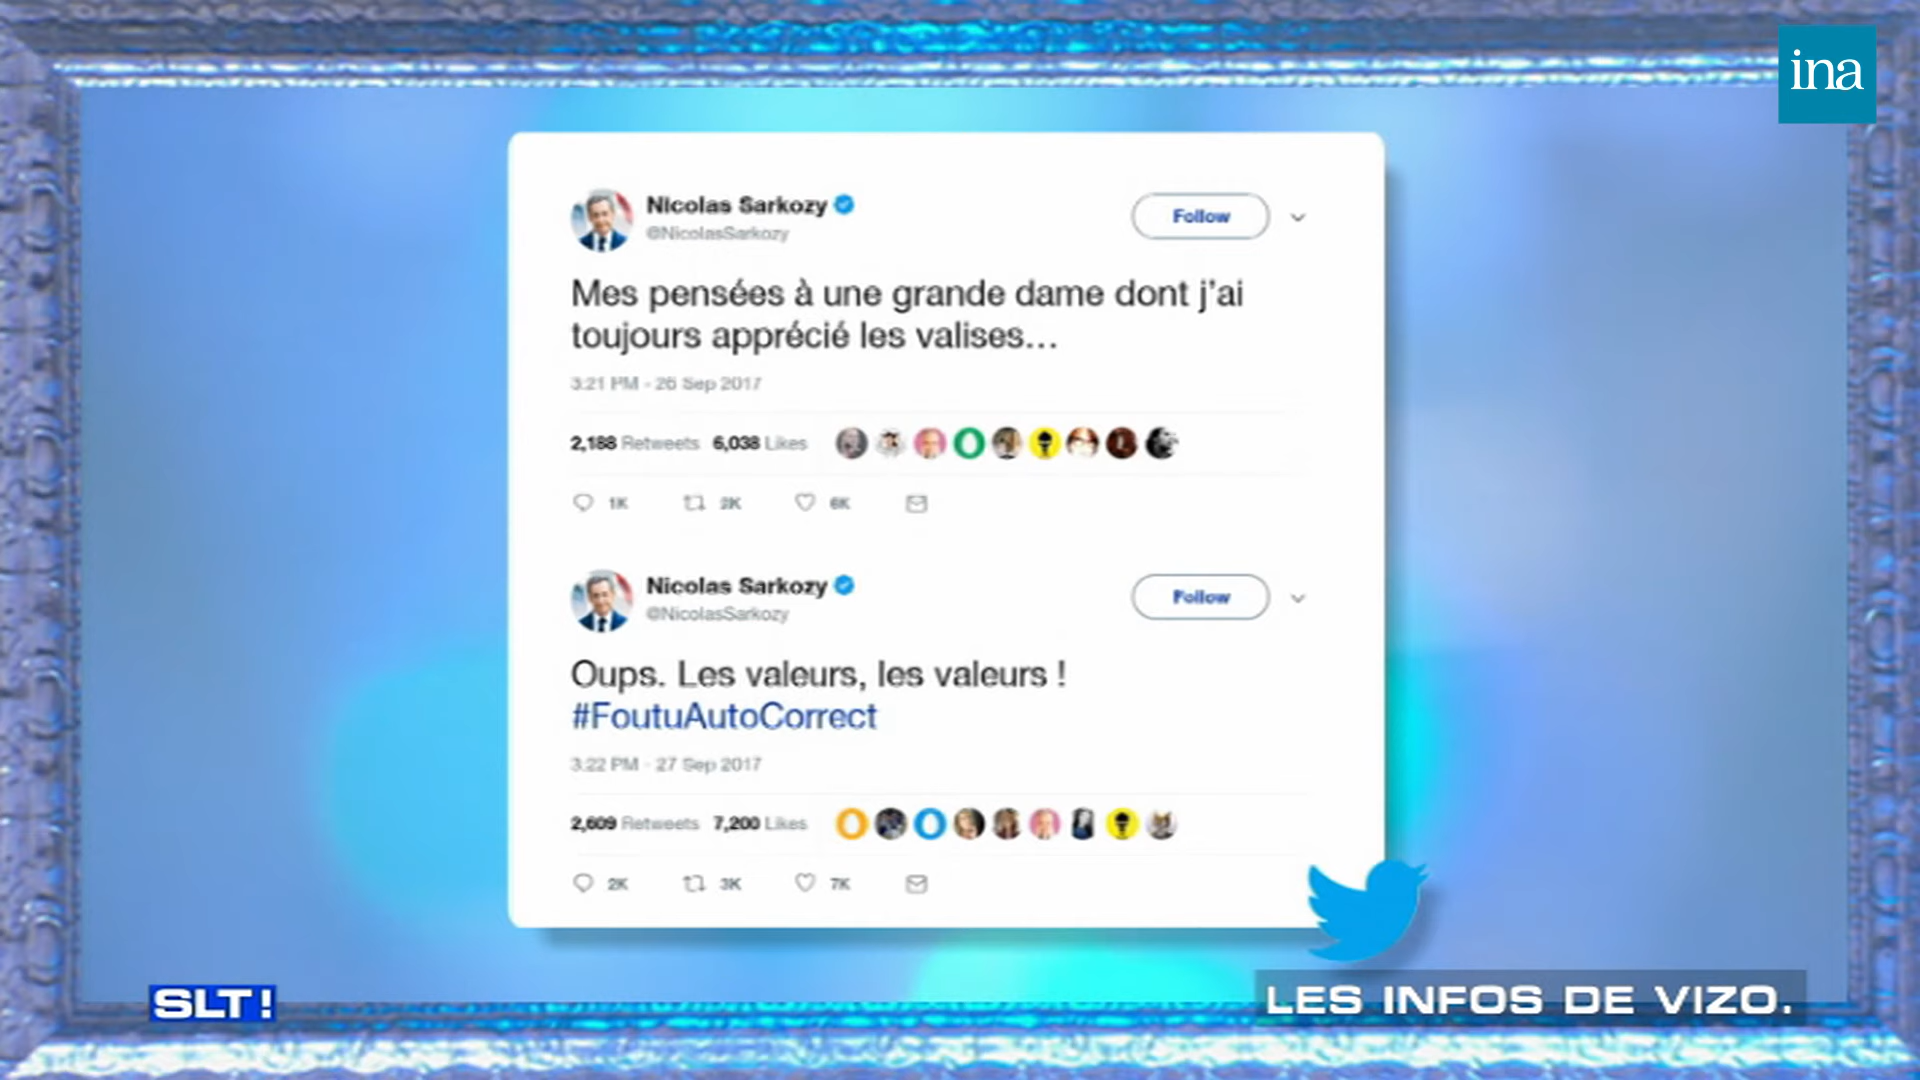 ina
Nicolas Sarkozy
@NicolasSarkozy
Follow
Mes pensées à une grande dame dont j'ai
toujours apprécié les valises...
3:21 PM - 26 Sep 2017
2,188 Retweets 6,038 Likes
1K 2K 6K
Nicolas Sarkozy
@NicolasSarkozy
Follow
Oups. Les valeurs, les valeurs !
#FoutuAutoCorrect
3:22 PM - 27 Sep 2017
2,609 Retweets 7,200 Likes
2K 3K 7K
SLT!
LES INFOS DE VIZO.